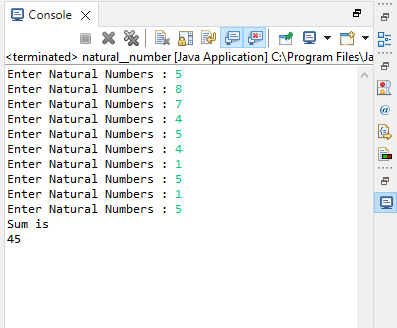 Console
<terminated> natural__number [Java Application] C:\Program Files\Ja
Enter Natural Numbers : 5
Enter Natural Numbers : 8
Enter Natural Numbers : 7
Enter Natural Numbers : 4
Enter Natural Numbers : 5
Enter Natural Numbers : 4
Enter Natural Numbers : 1
Enter Natural Numbers : 5
Enter Natural Numbers : 1
Enter Natural Numbers : 5
Sum is
45